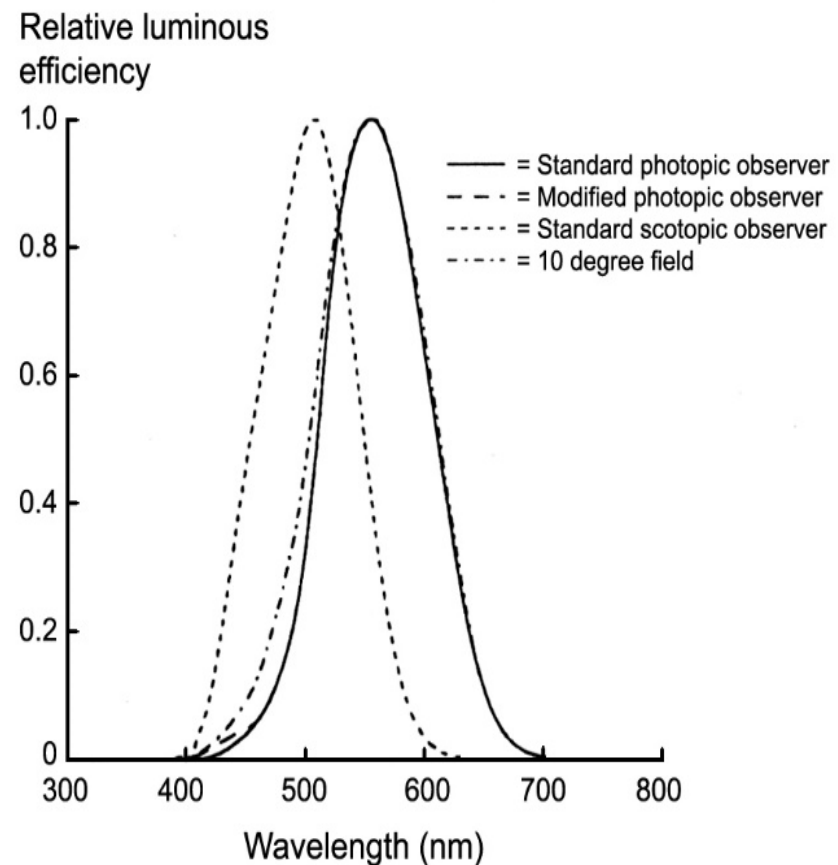 Relative luminous
efficiency
1.0
0.8
0.6
0.4
0.2
0
300 400 500 600 700 800
Wavelength (nm)
= Standard photopic observer
= Modified photopic observer
= Standard scotopic observer
= 10 degree field